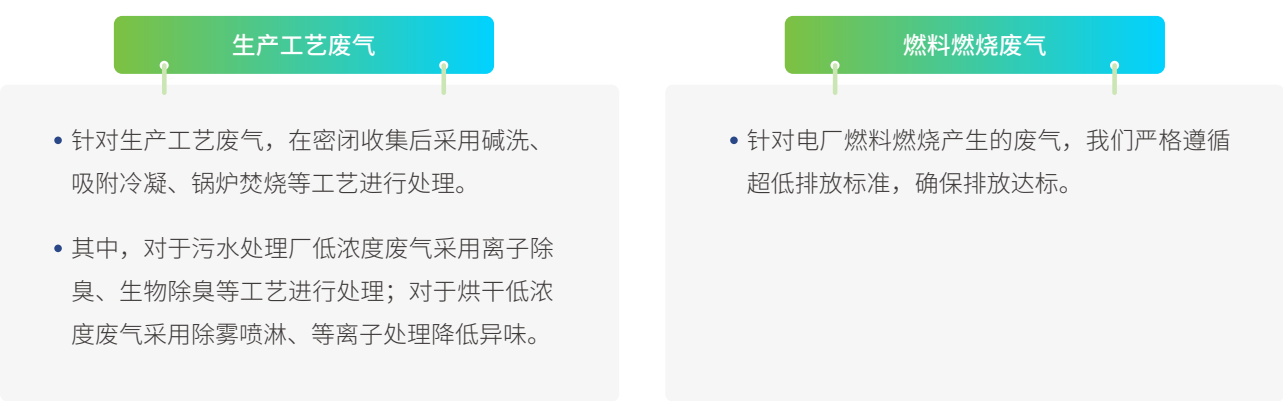 生产工艺废气
针对生产工艺废气，在密闭收集后采用碱洗、
吸附冷凝、锅炉焚烧等工艺进行处理。
其中，对于污水处理厂低浓度废气采用离子除
臭、生物除臭等工艺进行处理；对于烘干低浓
度废气采用除雾喷淋、等离子处理降低异味。
燃料燃烧废气
针对电厂燃料燃烧产生的废气，我们严格遵循
超低排放标准，确保排放达标。